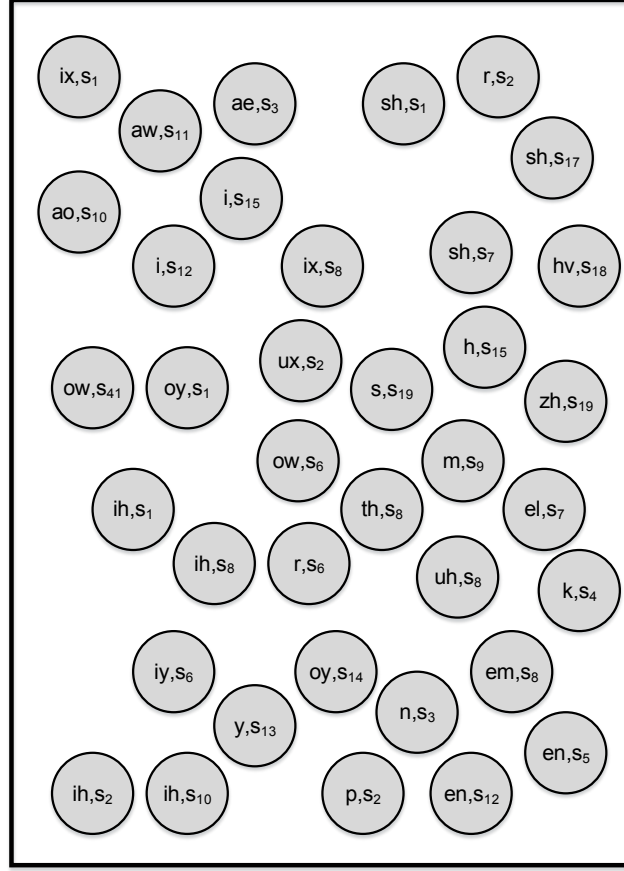 ix,s₁
r,s₂
ae,s₃
sh,s₁
aw,s₁₁
sh,s₁₇
i,s₁₅
ao,s₁₀
sh,s₇
i,s₁₂
ix,s₈
hv,s₁₈
h,s₁₅
ux,s₂
ow,s₄₁
oy,s₁
s,s₁₉
zh,s₁₉
ow,s₆
m,s₉
ih,s₁
th,s₈
el,s₇
ih,s₈
r,s₆
uh,s₈
k,s₄
iy,s₆
oy,s₁₄
em,s₈
n,s₃
y,s₁₃
en,s₅
ih,s₂
ih,s₁₀
p,s₂
en,s₁₂